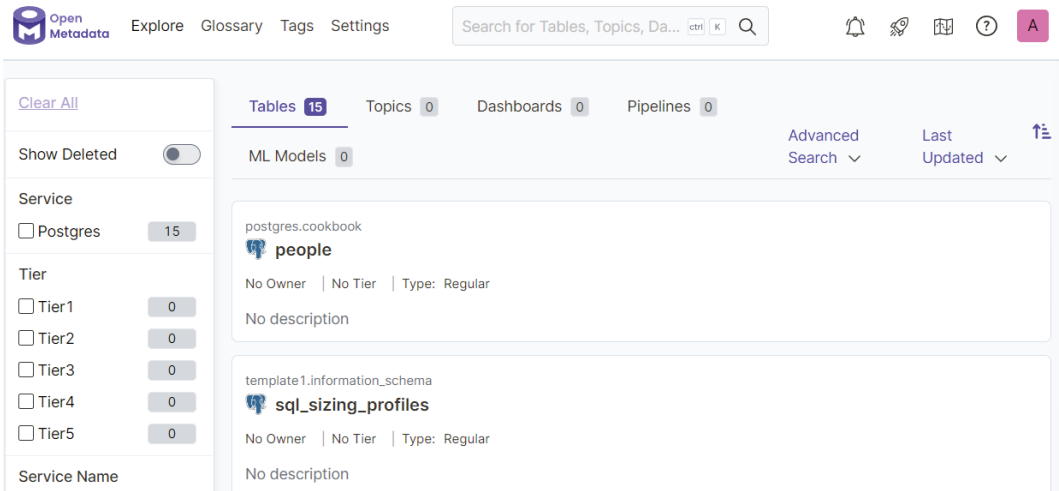 Open
Metadata
Explore Glossary Tags Settings
Search for Tables, Topics, Da... ctrl K
A
Clear All
Show Deleted
Service
Postgres 15
Tier
Tier1 0
Tier2 0
Tier3 0
Tier4 0
Tier5 0
Service Name
Tables 15 Topics 0 Dashboards 0 Pipelines 0
ML Models 0
Advanced
Search
Last
Updated
postgres.cookbook
people
No Owner | No Tier | Type: Regular
No description
template1.information_schema
sql_sizing_profiles
No Owner | No Tier | Type: Regular
No description